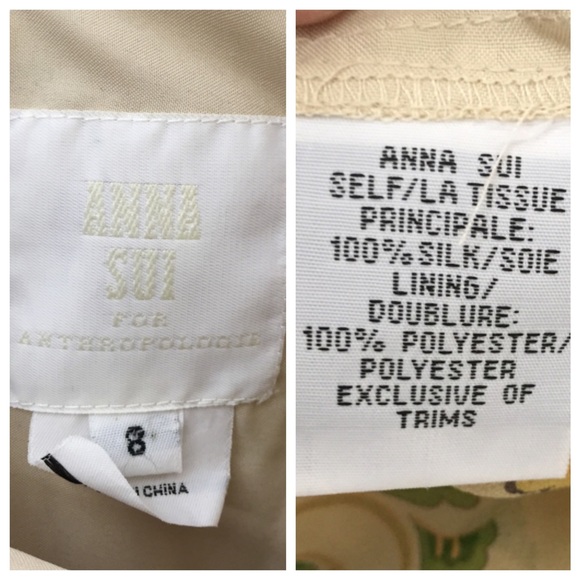 ANNA
SUI
FOR
ANTHROPOLOGIE
8
CHINA
ANNA SUI
SELF/LA TISSUE
PRINCIPALE:
100% SILK/SOIE
LINING/
DOUBLURE:
100% POLYESTER/
POLYESTER
EXCLUSIVE OF
TRIMS